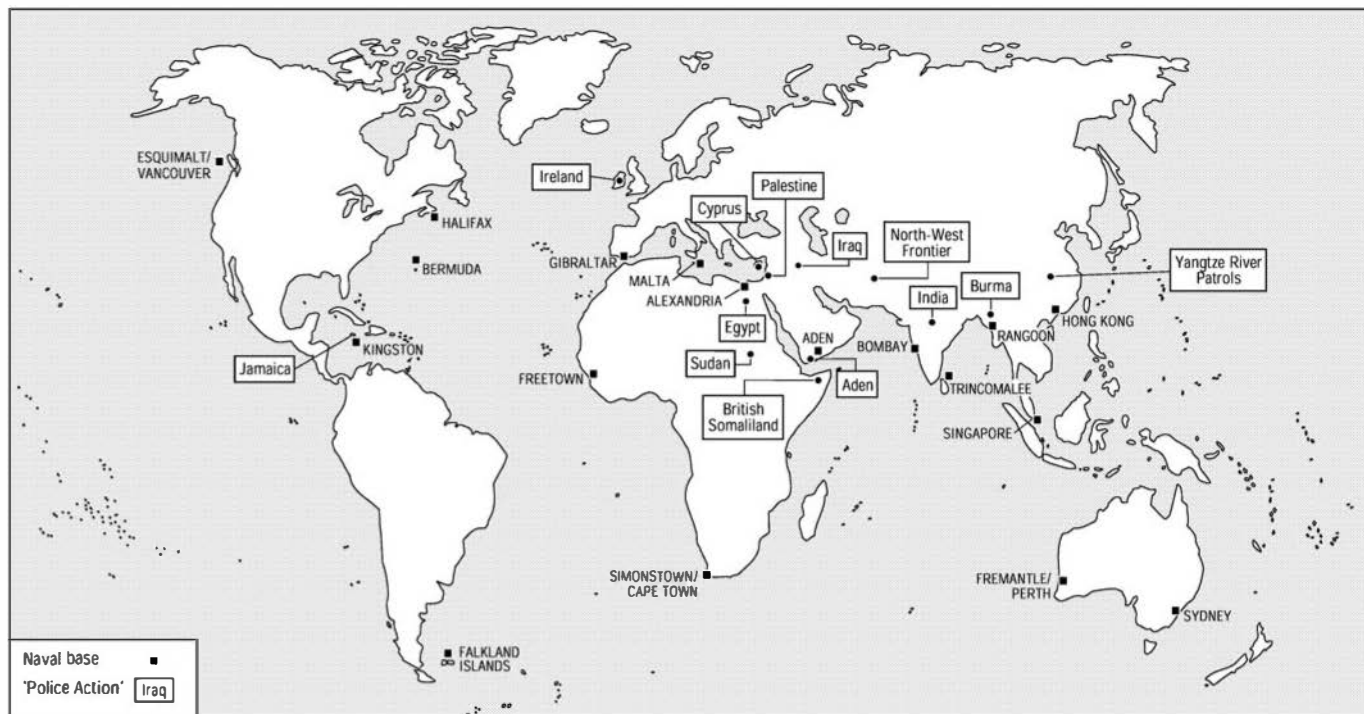 ESQUIMALT/
VANCOUVER
HALIFAX
BERMUDA
Jamaica
KINGSTON
Ireland
Palestine
Cyprus
Iraq
North-West
Frontier
Yangtze River
Patrols
GIBRALTAR
MALTA
ALEXANDRIA
Egypt
India
Burma
HONG KONG
RANGOON
BOMBAY
ADEN
Aden
Sudan
FREETOWN
British
Somaliland
TRINCOMALEE
SINGAPORE
SIMONSTOWN/
CAPE TOWN
FREMANTLE/
PERTH
SYDNEY
FALKLAND
ISLANDS
Naval base
'Police Action' Iraq